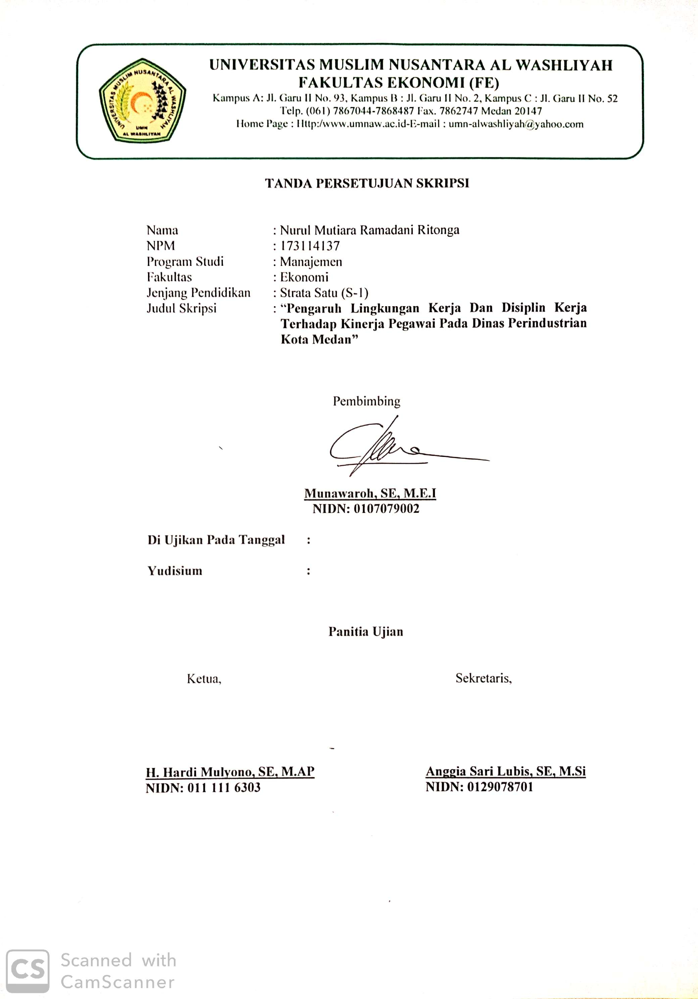 UNIVERSITAS MUSLIM NUSANTARA AL WASHLIYAH
UMN
AL WASHLIYAH
UNIVERSITAS MUSLIM NUSANTARA AL WASHLIYAH
FAKULTAS EKONOMI (FE)
Kampus A: Jl. Garu II No. 93, Kampus B : Jl. Garu II No. 2, Kampus C : Jl. Garu II No. 52
Telp. (061) 7867044-7868487 Fax. 7862747 Medan 20147
Home Page : Http:/www.umnaw.ac.id-E-mail : umn-alwashliyah@yahoo.com
TANDA PERSETUJUAN SKRIPSI
Nama : Nurul Mutiara Ramadani Ritonga
NPM : 173114137
Program Studi : Manajemen
Fakultas : Ekonomi
Jenjang Pendidikan : Strata Satu (S-1)
Judul Skripsi : “Pengaruh Lingkungan Kerja Dan Disiplin Kerja
Terhadap Kinerja Pegawai Pada Dinas Perindustrian
Kota Medan”
Pembimbing
Munawaroh, SE, M.E.I
NIDN: 0107079002
Di Ujikan Pada Tanggal :
Yudisium :
Panitia Ujian
Ketua, Sekretaris,
H. Hardi Mulyono, SE, M.AP Anggia Sari Lubis, SE, M.Si
NIDN: 011 111 6303 NIDN: 0129078701
CS Scanned with
CamScanner